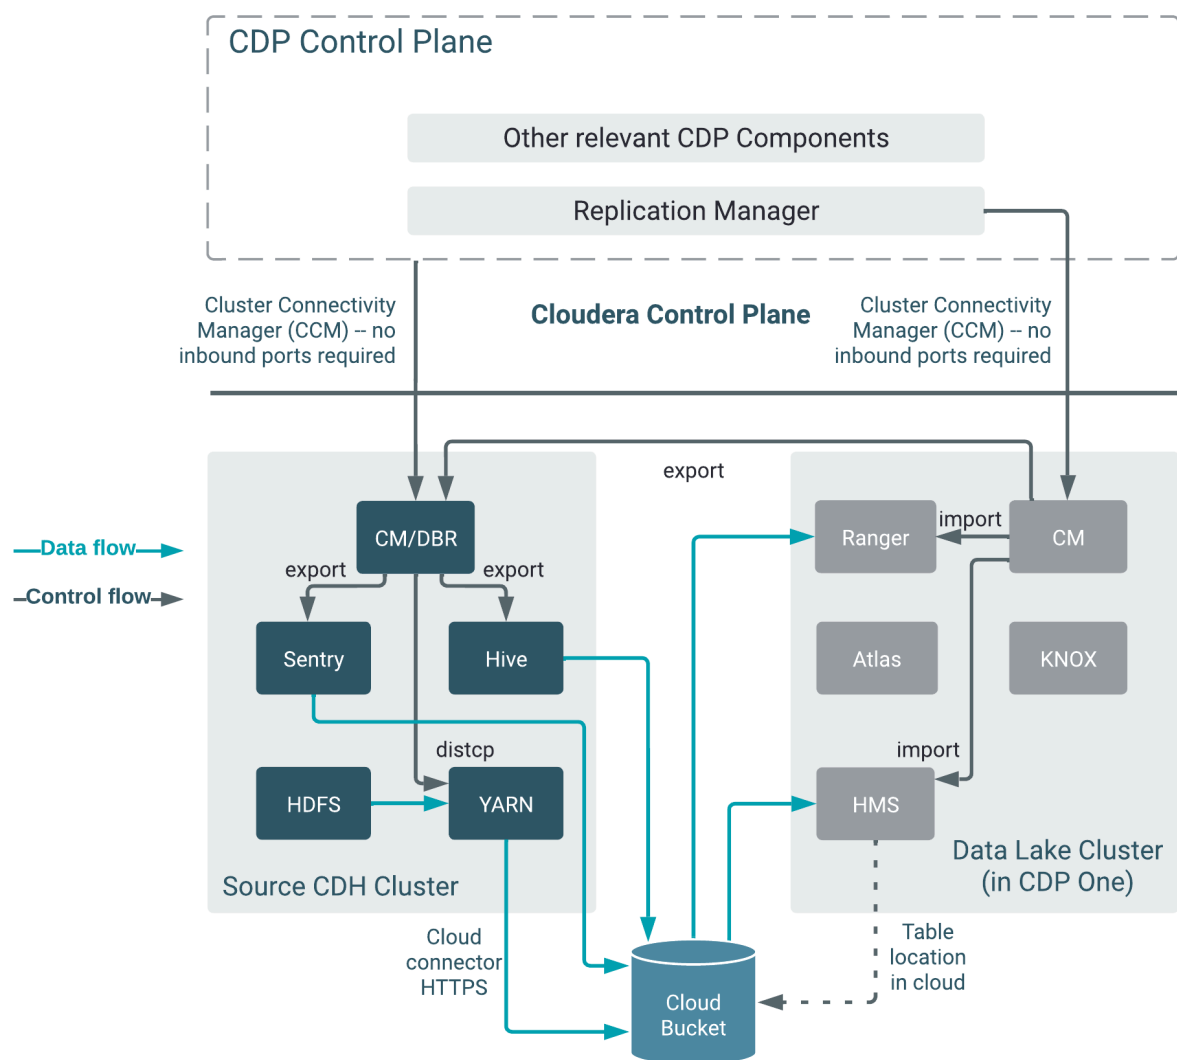 CDP Control Plane
Other relevant CDP Components
Replication Manager
Cluster Connectivity
Manager (CCM) -- no
inbound ports required
Cloudera Control Plane
Cluster Connectivity
Manager (CCM) -- no
inbound ports required
export
CM/DBR
Ranger
import
CM
Data flow
Control flow
export
export
Sentry
Hive
Atlas
KNOX
distcp
import
HDFS
YARN
HMS
Source CDH Cluster
Data Lake Cluster
(in CDP One)
Cloud
connector
HTTPS
Table
location
in cloud
Cloud
Bucket